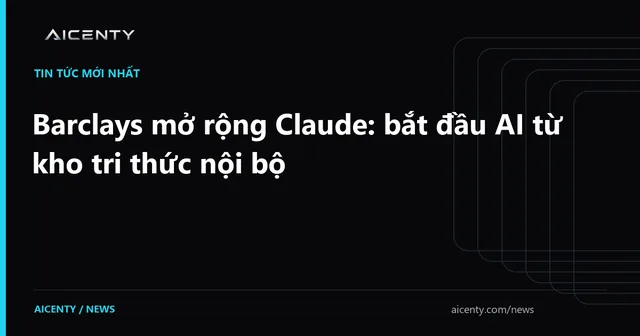 AICENTY
TIN TỨC MỚI NHẤT
Barclays mở rộng Claude: bắt đầu AI từ
kho tri thức nội bộ
AICENTY / NEWS
aicenty.com/news